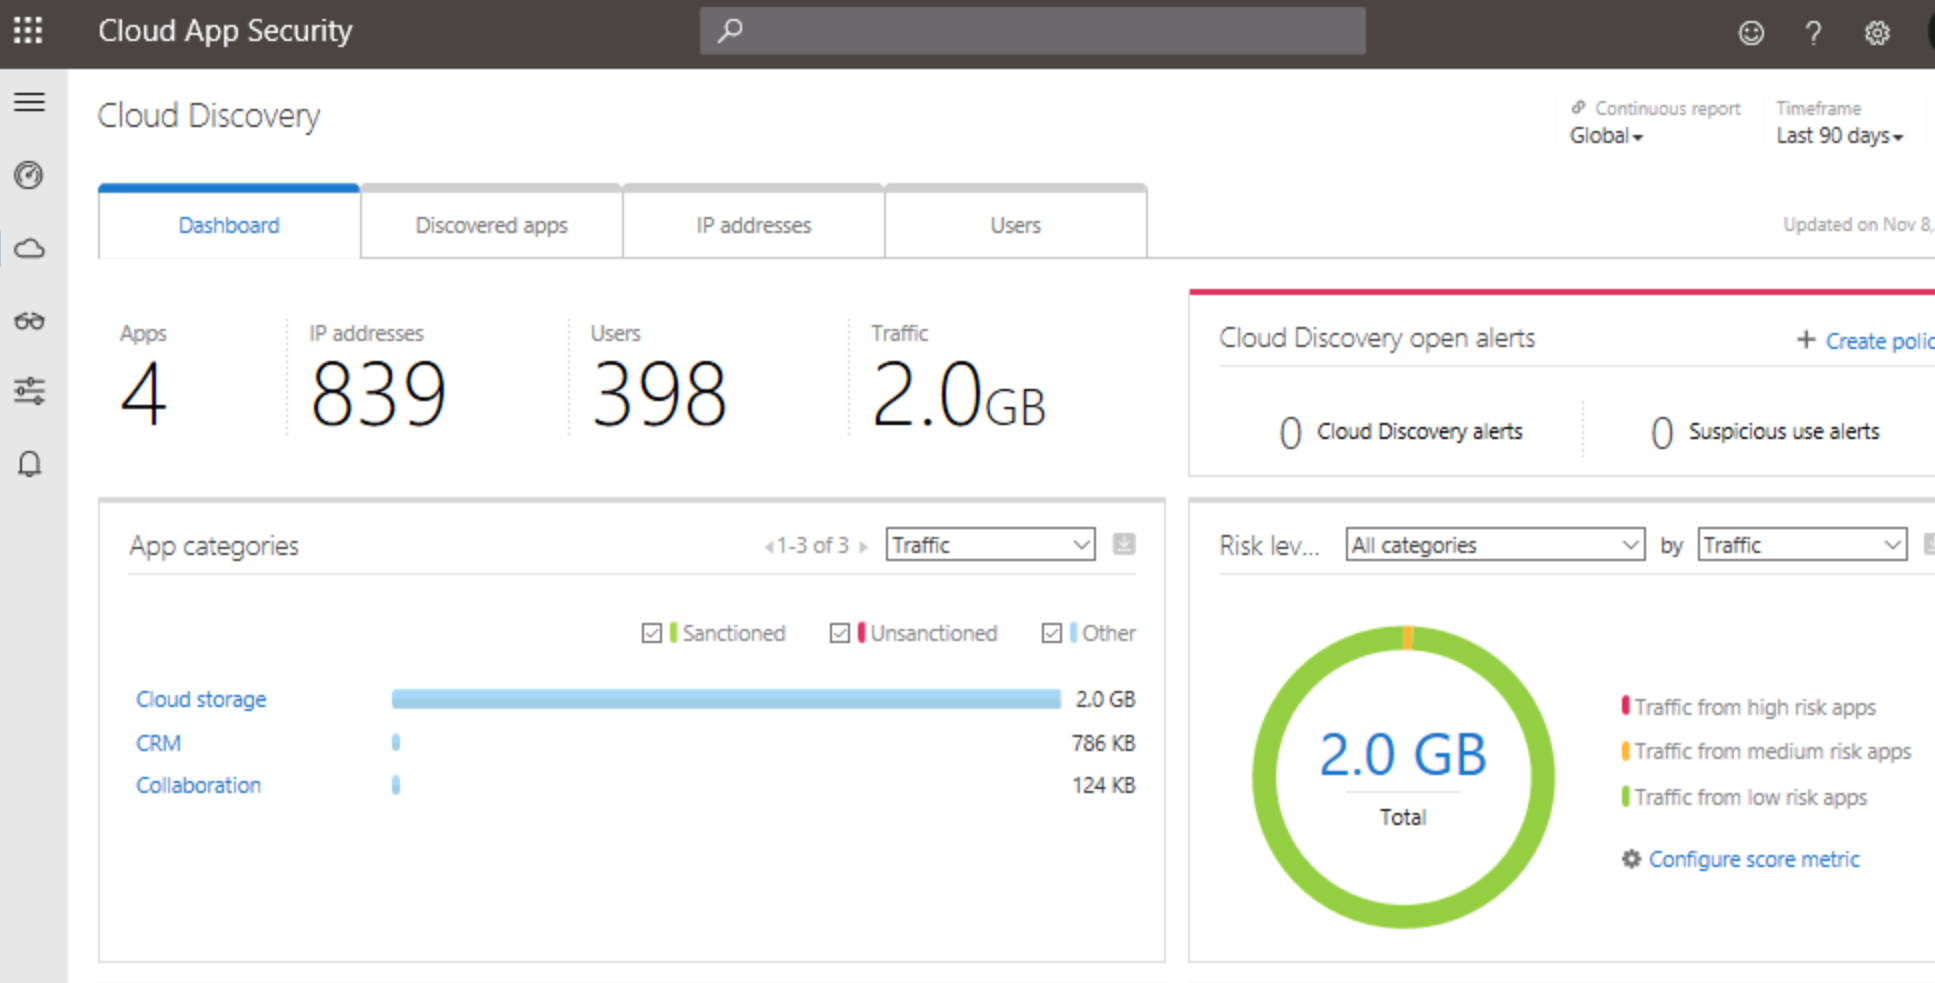 Cloud App Security
?
Cloud Discovery
Continuous report
Global
Timeframe
Last 90 days
Dashboard
Discovered apps
IP addresses
Users
Updated on Nov 8,
Apps
4
IP addresses
839
Users
398
Traffic
2.0GB
Cloud Discovery open alerts
+ Create polic
0 Cloud Discovery alerts
0 Suspicious use alerts
App categories
1-3 of 3
Traffic
Sanctioned
Unsanctioned
Other
Cloud storage
2.0 GB
CRM
786 KB
Collaboration
124 KB
Risk lev...
All categories
by
Traffic
2.0 GB
Total
Traffic from high risk apps
Traffic from medium risk apps
Traffic from low risk apps
Configure score metric